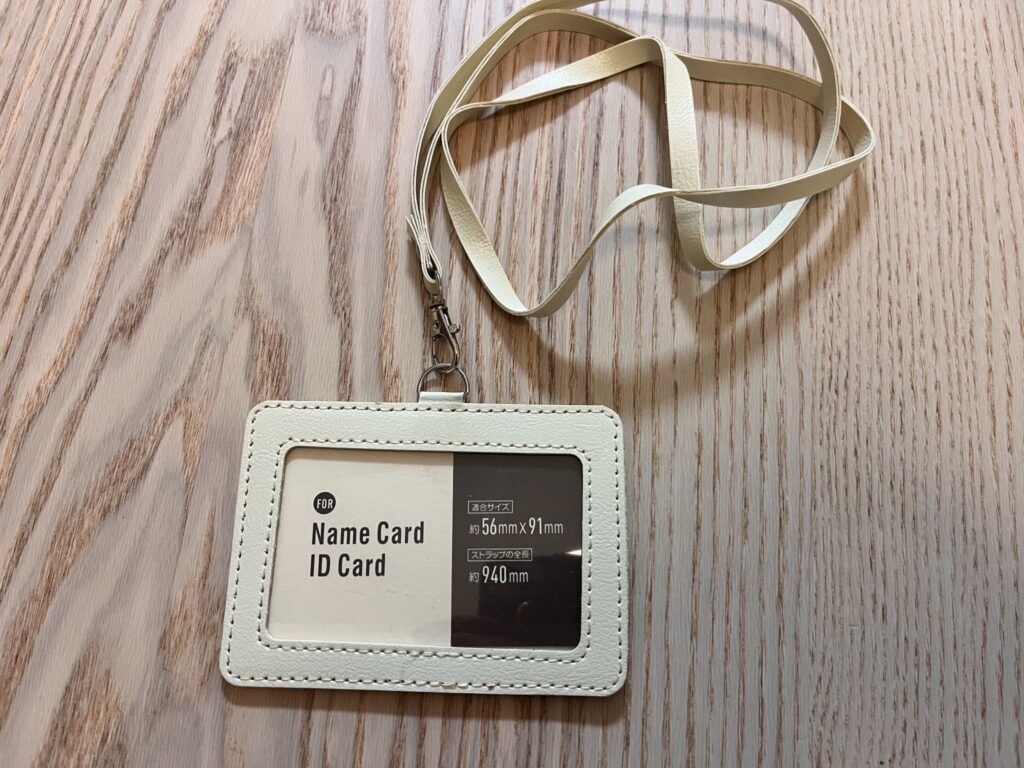 FOR
Name Card
ID Card
適合サイズ
約56mm×91mm
ストラップの全長
約940mm